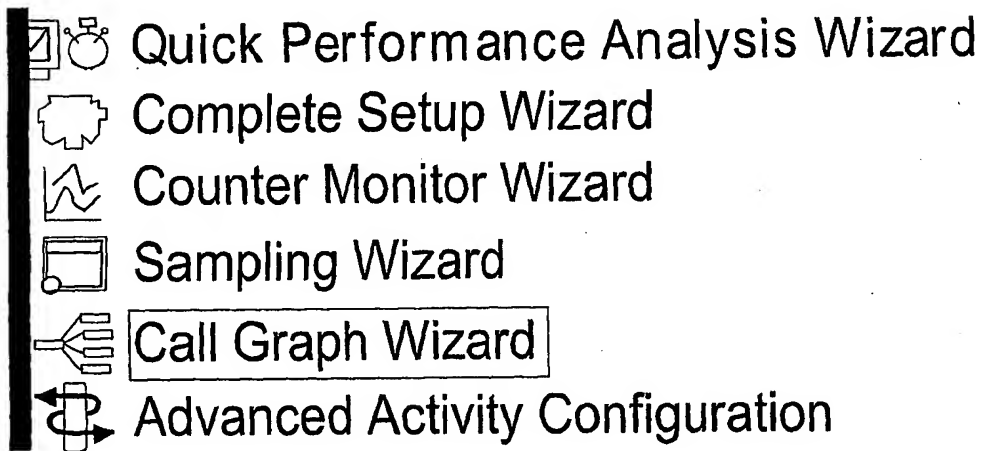 Quick Performance Analysis Wizard
Complete Setup Wizard
Counter Monitor Wizard
Sampling Wizard
Call Graph Wizard
Advanced Activity Configuration